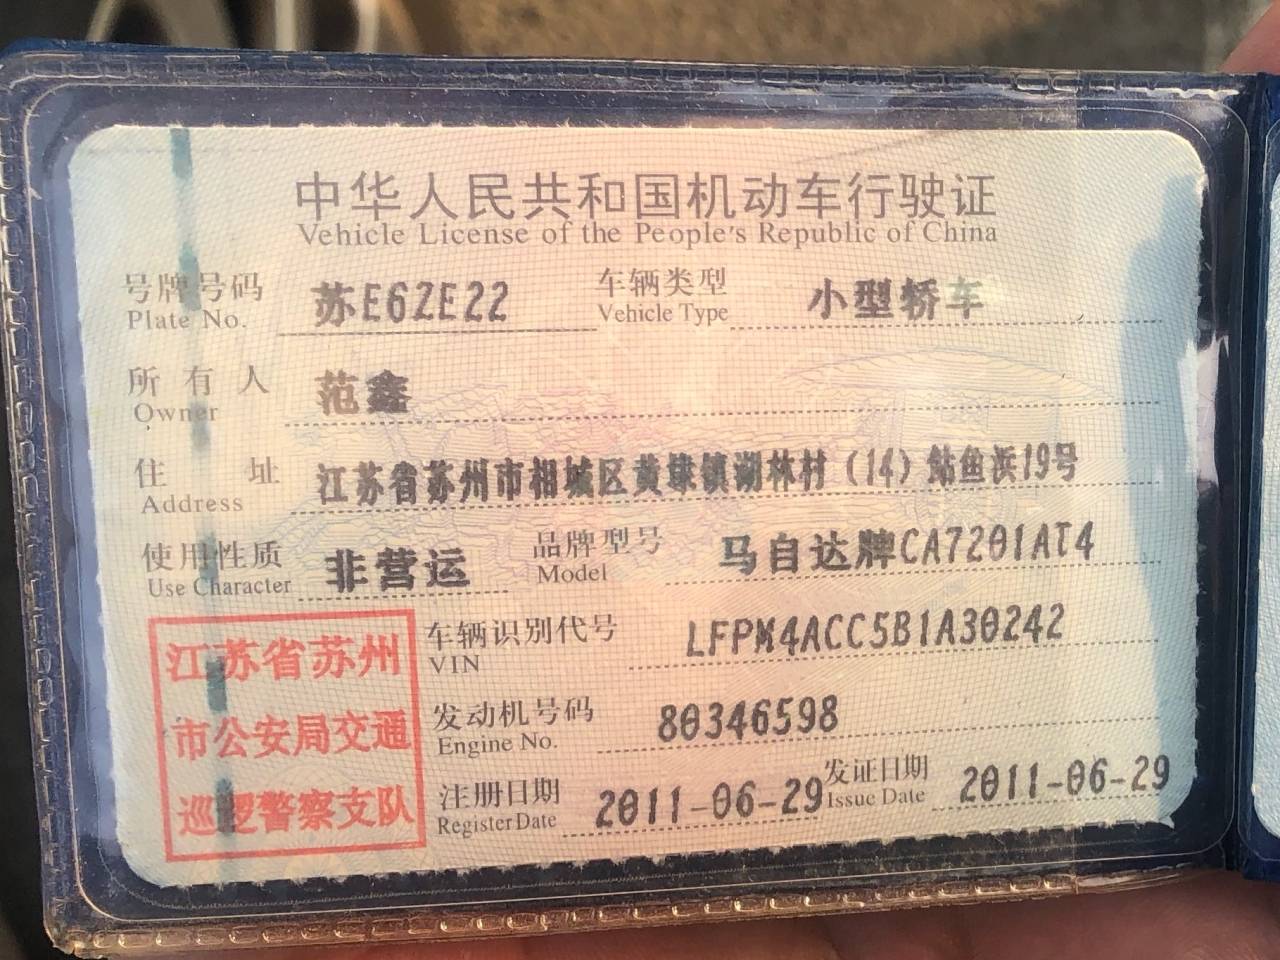 中华人民共和国机动车行驶证
Vehicle License of the People's Republic of China
号牌号码 苏E6ZE22 车辆类型 小型轿车
Plate No. Vehicle Type
所有人 范鑫
Owner
住址 江苏省苏州市相城区黄埭镇湖林村（14）鲇鱼浜19号
Address
使用性质 非营运 品牌型号 马自达牌CA7201AT4
Use Character Model
江苏省苏州
市公安局交通
巡逻警察支队
车辆识别代号 LFPM4ACC5B1A30242
VIN
发动机号码 80346598
Engine No.
注册日期 2011-06-29 发证日期 2011-06-29
Register Date Issue Date